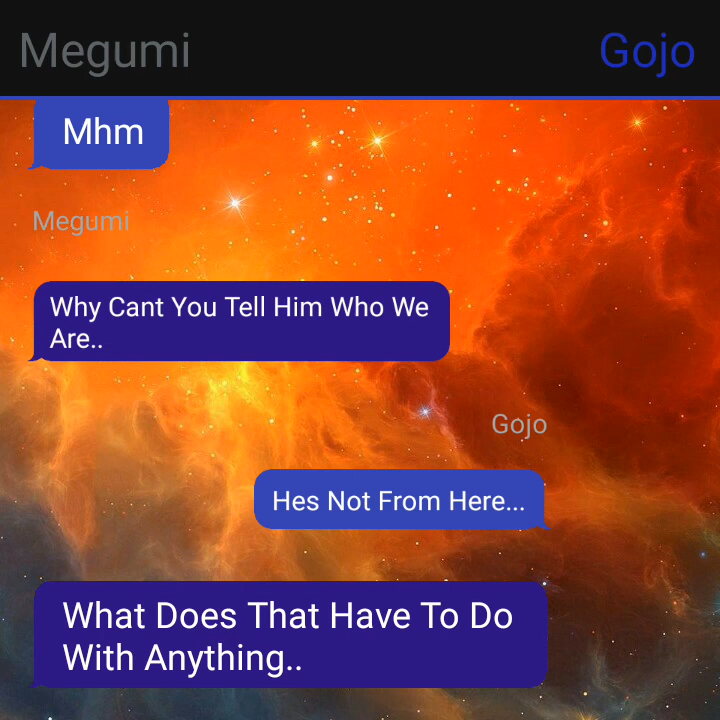 Megumi Gojo
Mhm
Megumi
Why Cant You Tell Him Who We
Are..
Gojo
Hes Not From Here...
What Does That Have To Do
With Anything..